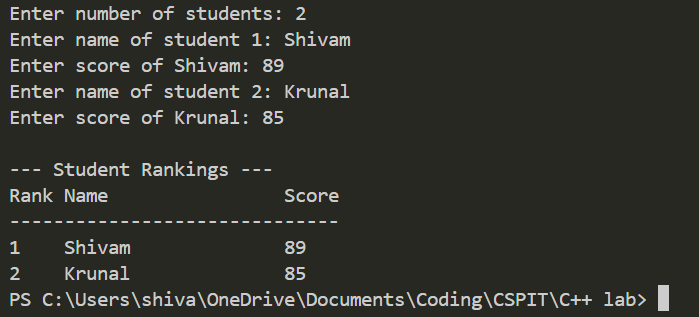 Enter number of students: 2
Enter name of student 1: Shivam
Enter score of Shivam: 89
Enter name of student 2: Krunal
Enter score of Krunal: 85

--- Student Rankings ---
Rank Name                Score
------------------------------
1    Shivam              89
2    Krunal              85
PS C:\Users\shiva\OneDrive\Documents\Coding\CSPIT\C++ lab>